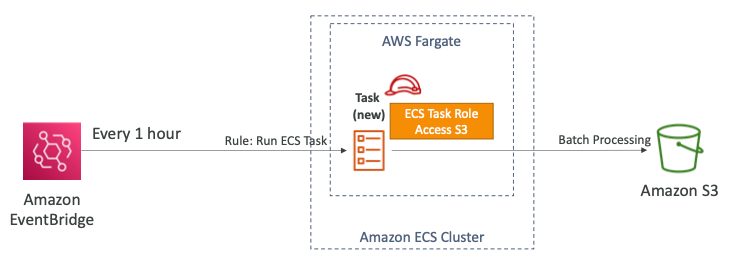 AWS Fargate
Task
(new)
ECS Task Role
Access S3
Every 1 hour
Rule: Run ECS Task
Batch Processing
Amazon
EventBridge
Amazon S3
Amazon ECS Cluster